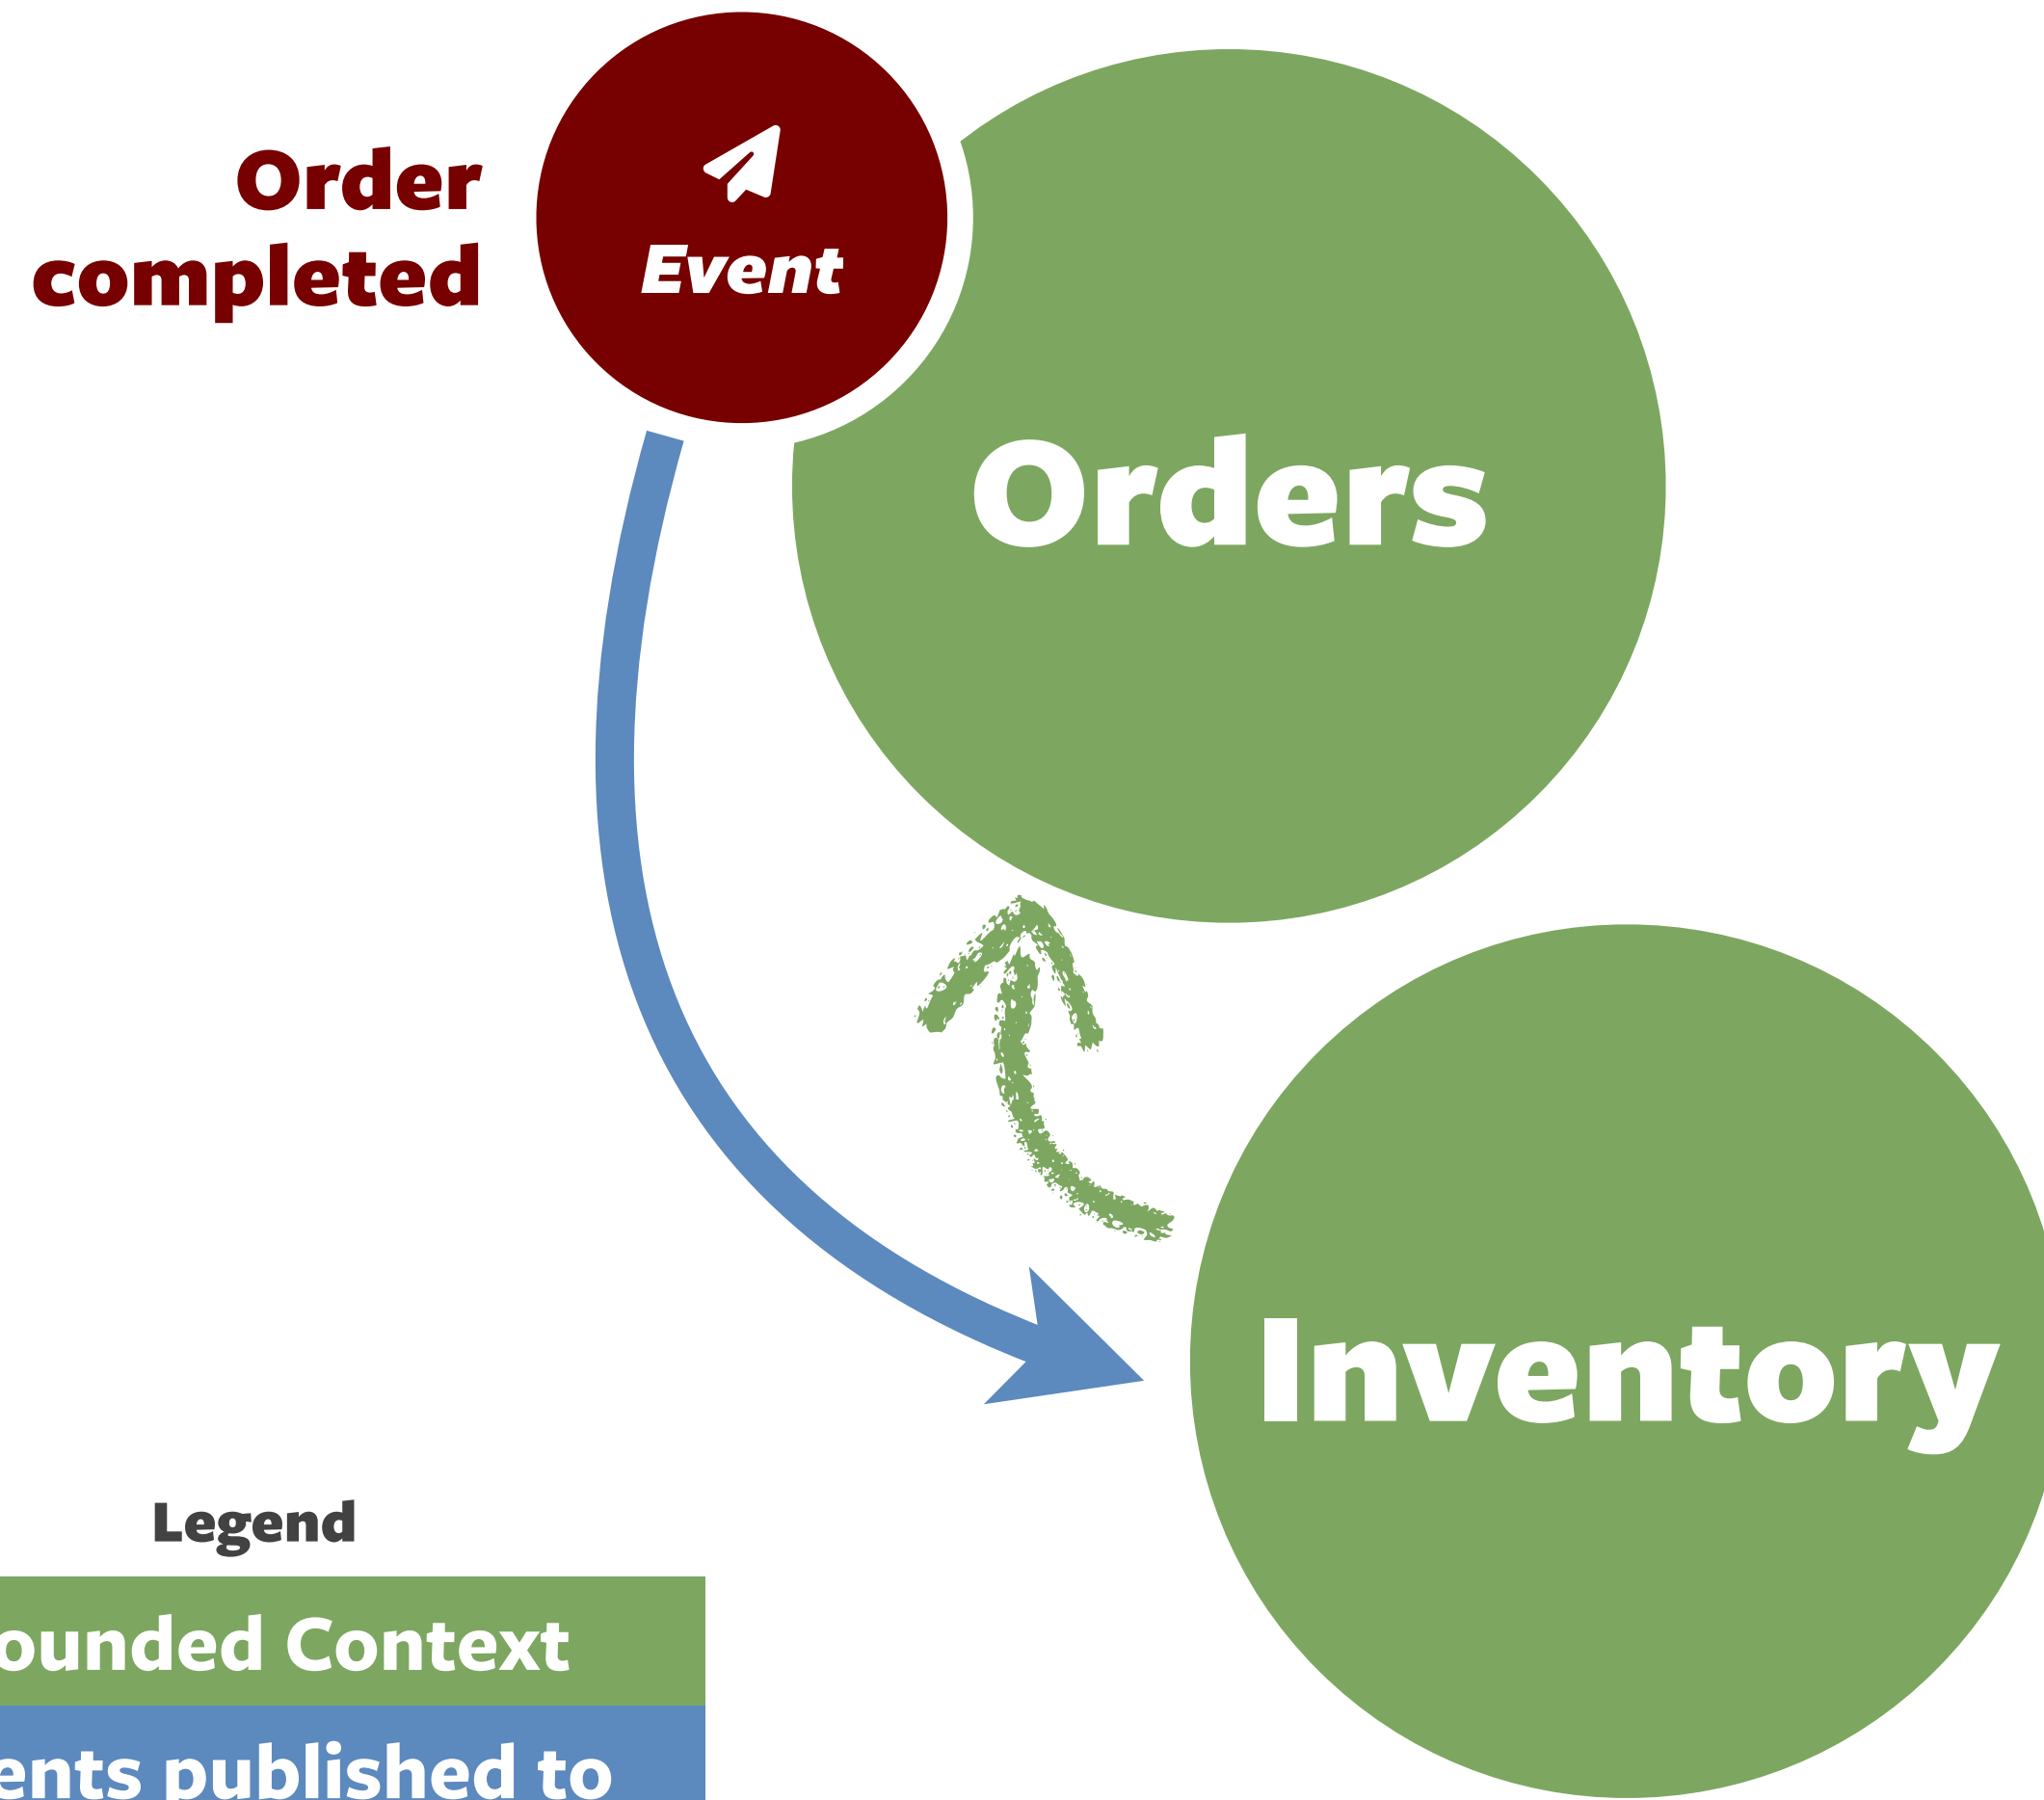 Order
completed
Event
Orders
Inventory
Legend
ounded Context
ents published to